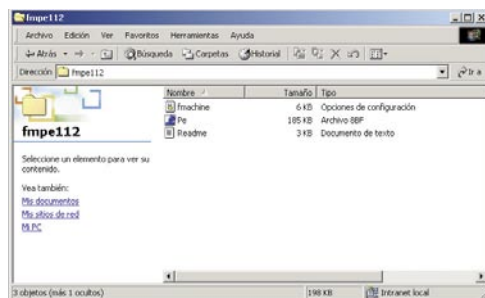 fmpe112
Archivo Edición Ver Favoritos Herramientas Ayuda
Atrás Búsqueda Carpetas Historial
Dirección fmpe112 Ir a
Nombre Tamaño Tipo
fmachine 6 KB Opciones de configuración
Pe 185 KB Archivo 8BF
Readme 3 KB Documento de texto
fmpe112
Seleccione un elemento para ver su
contenido.
Vea también:
Mis documentos
Mis sitios de red
Mi PC
3 objetos (más 1 ocultos) 198 KB Intranet local